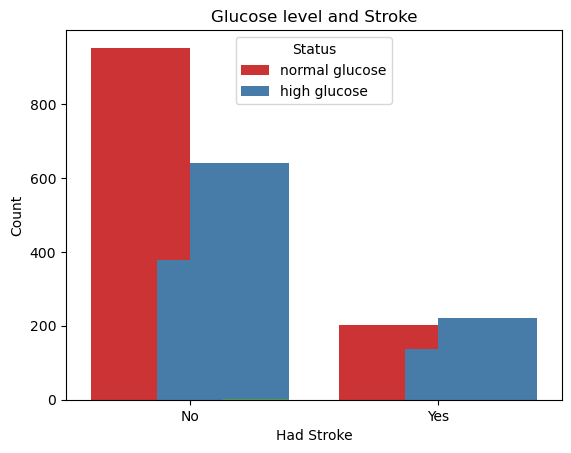 Glucose level and Stroke
Status
normal glucose
high glucose
800
600
400
200
0
Count
No
Yes
Had Stroke